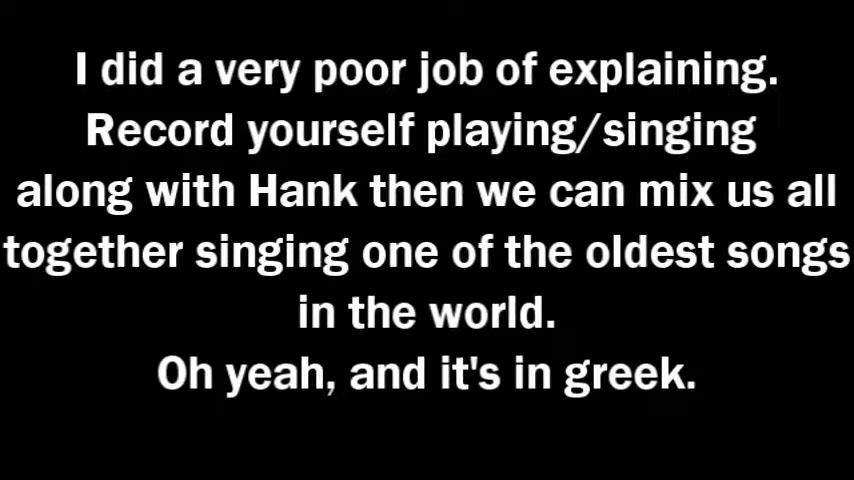 I did a very poor job of explaining.
Record yourself playing/singing
along with Hank then we can mix us all
together singing one of the oldest songs
in the world.
Oh yeah, and it's in greek.